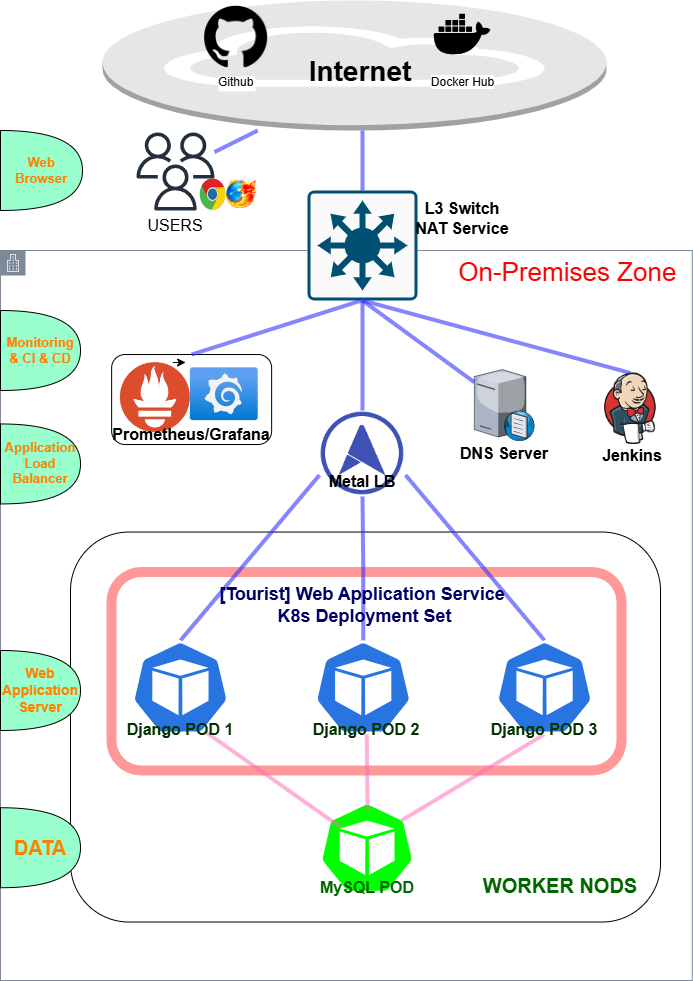 Github
Internet
Docker Hub
Web
Browser
USERS
L3 Switch
NAT Service
On-Premises Zone
Monitoring
& CI & CD
Prometheus/Grafana
DNS Server
Jenkins
Application
Load
Balancer
Metal LB
[Tourist] Web Application Service
K8s Deployment Set
Web
Application
Server
Django POD 1
Django POD 2
Django POD 3
DATA
MySQL POD
WORKER NODS